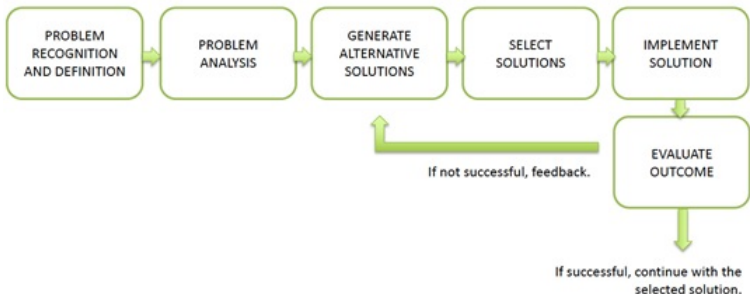 PROBLEM
RECOGNITION
AND DEFINITION
PROBLEM
ANALYSIS
GENERATE
ALTERNATIVE
SOLUTIONS
SELECT
SOLUTIONS
IMPLEMENT
SOLUTION
EVALUATE
OUTCOME
If not successful, feedback.
If successful, continue with the
selected solution.